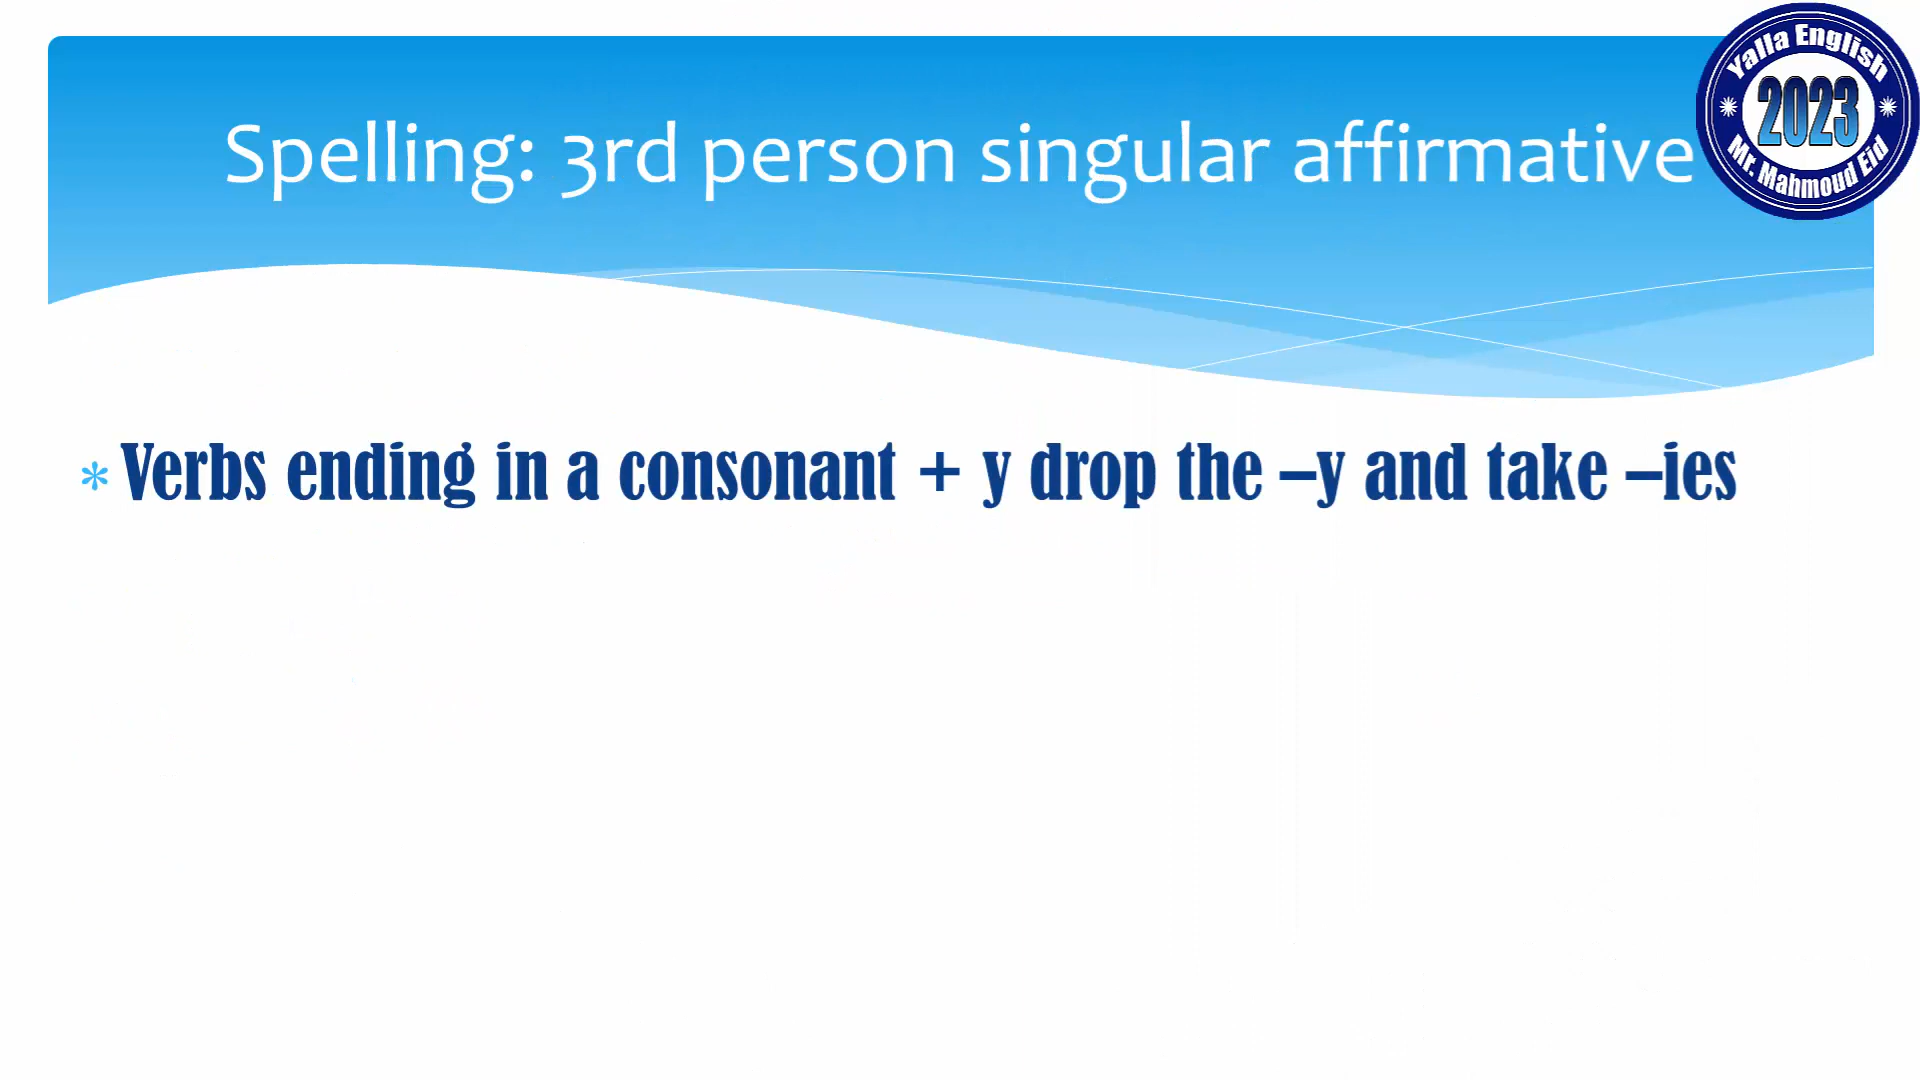 Spelling: 3rd person singular affirmative
Yalla English
2023
Mr. Mahmoud Eid
* Verbs ending in a consonant + y drop the –y and take –ies